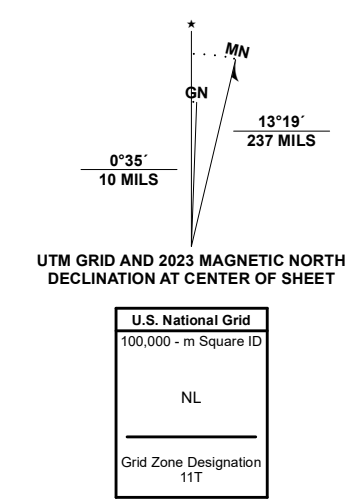 ★
MN
GN
13°19´
237 MILS
0°35´
10 MILS
UTM GRID AND 2023 MAGNETIC NORTH
DECLINATION AT CENTER OF SHEET
U.S. National Grid
100,000 - m Square ID
NL
Grid Zone Designation
11T